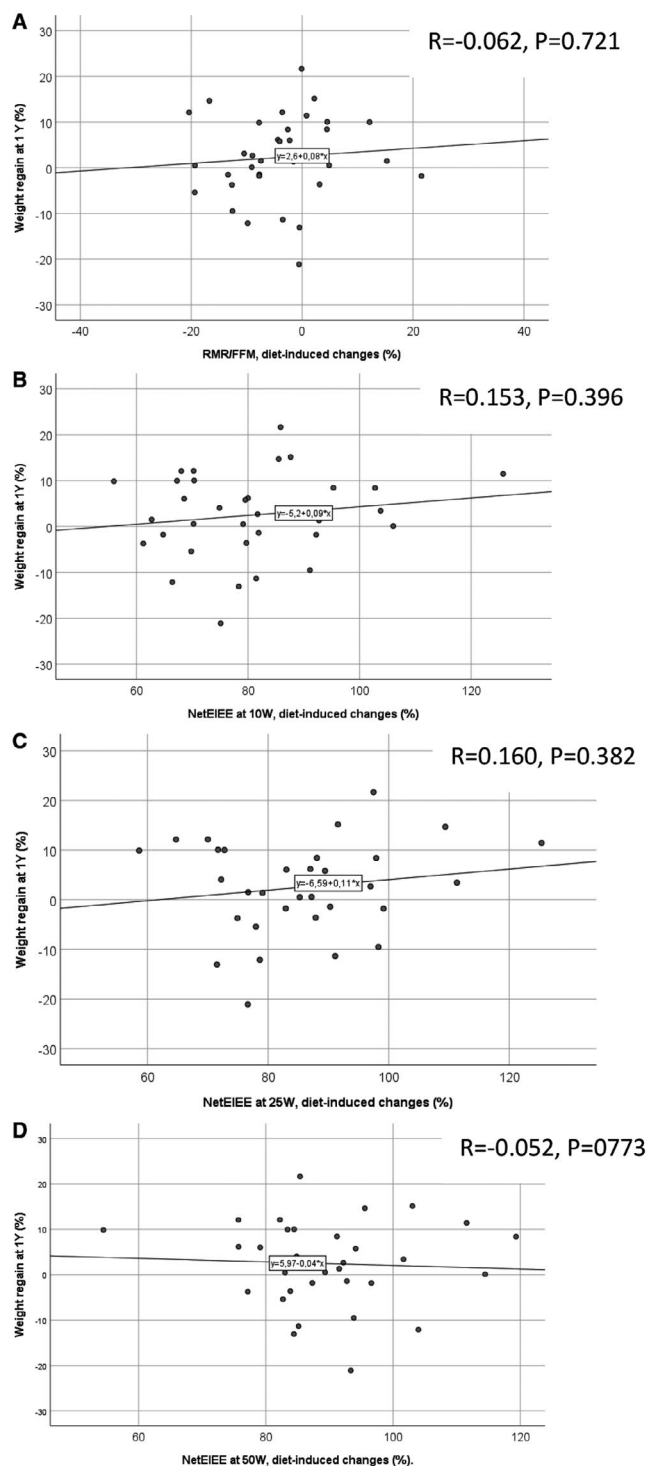 A
R=-0.062, P=0.721
Weight regain at 1 Y (%)
30
20
10
0
-10
-20
-30
y=2,6+0,08*x
-40
-20
0
20
40
RMR/FFM, diet-induced changes (%)
B
R=0.153, P=0.396
Weight regain at 1Y (%)
30
20
10
0
-10
-20
-30
y=-5,2+0,09*x
60
80
100
120
NetEIEE at 10W, diet-induced changes (%)
C
R=0.160, P=0.382
Weight regain at 1Y (%)
30
20
10
0
-10
-20
-30
y=-6,59+0,11*x
60
80
100
120
NetEIEE at 25W, diet-induced changes (%)
D
R=-0.052, P=0773
Weight regain at 1Y (%)
30
20
10
0
-10
-20
-30
y=5,97-0,04*x
60
80
100
120
NetEIEE at 50W, diet-induced changes (%).